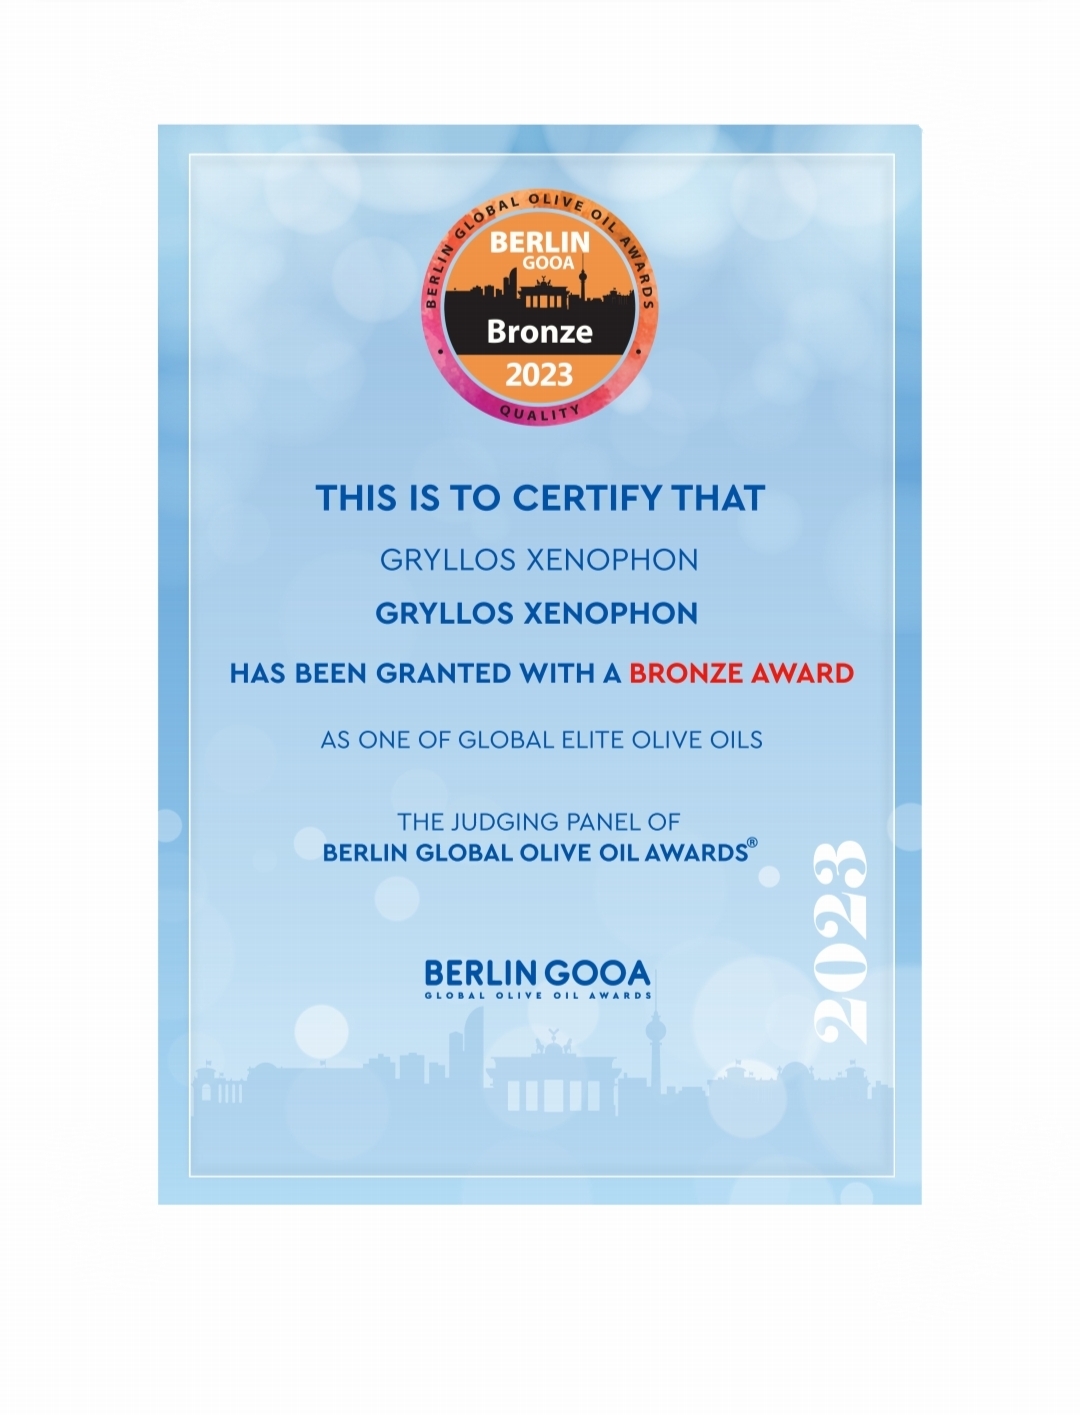 BERLIN GLOBAL OLIVE OIL AWARDS
BERLIN
GOOA
Bronze
2023
QUALITY
THIS IS TO CERTIFY THAT
GRYLLOS XENOPHON
GRYLLOS XENOPHON
HAS BEEN GRANTED WITH A BRONZE AWARD
AS ONE OF GLOBAL ELITE OLIVE OILS
THE JUDGING PANEL OF
BERLIN GLOBAL OLIVE OIL AWARDS®
2023
BERLIN GOOA
GLOBAL OLIVE OIL AWARDS